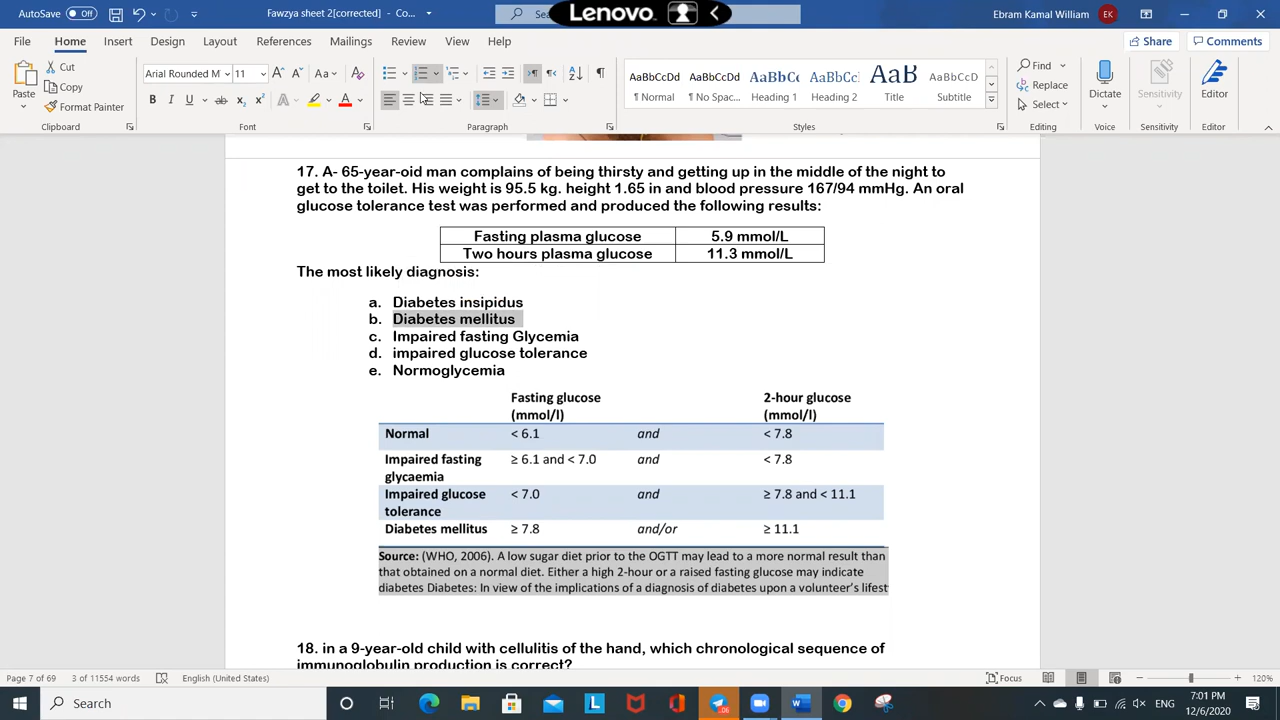 AutoSave Off
Fawzya sheet 2[corrected]
Lenovo
Ebram Kamal William
EK
File Home Insert Design Layout References Mailings Review View Help
Share
Comments
Paste
Cut
Copy
Format Painter
Arial Rounded M 11
AaBbCcDd AaBbCcDd AaBbCc AaBbCcI AaB AaBbCcD
¶ Normal ¶ No Spac... Heading 1 Heading 2 Title Subtitle
Find
Replace
Select
Dictate
Sensitivity
Editor
Clipboard Font Paragraph Styles Editing Voice Sensitivity Editor
17. A- 65-year-old man complains of being thirsty and getting up in the middle of the night to
get to the toilet. His weight is 95.5 kg. height 1.65 in and blood pressure 167/94 mmHg. An oral
glucose tolerance test was performed and produced the following results:
Fasting plasma glucose 5.9 mmol/L
Two hours plasma glucose 11.3 mmol/L
The most likely diagnosis:
a. Diabetes insipidus
b. Diabetes mellitus
c. Impaired fasting Glycemia
d. impaired glucose tolerance
e. Normoglycemia
Fasting glucose 2-hour glucose
(mmol/l) (mmol/l)
Normal < 6.1 and < 7.8
Impaired fasting ≥ 6.1 and < 7.0 and < 7.8
glycaemia
Impaired glucose < 7.0 and ≥ 7.8 and < 11.1
tolerance
Diabetes mellitus ≥ 7.8 and/or ≥ 11.1
Source: (WHO, 2006). A low sugar diet prior to the OGTT may lead to a more normal result than
that obtained on a normal diet. Either a high 2-hour or a raised fasting glucose may indicate
diabetes Diabetes: In view of the implications of a diagnosis of diabetes upon a volunteer's lifest
18. in a 9-year-old child with cellulitis of the hand, which chronological sequence of
immunoglobulin production is correct?
Page 7 of 69 3 of 11554 words English (United States) Focus 120%
Search
ENG
7:01 PM
12/6/2020